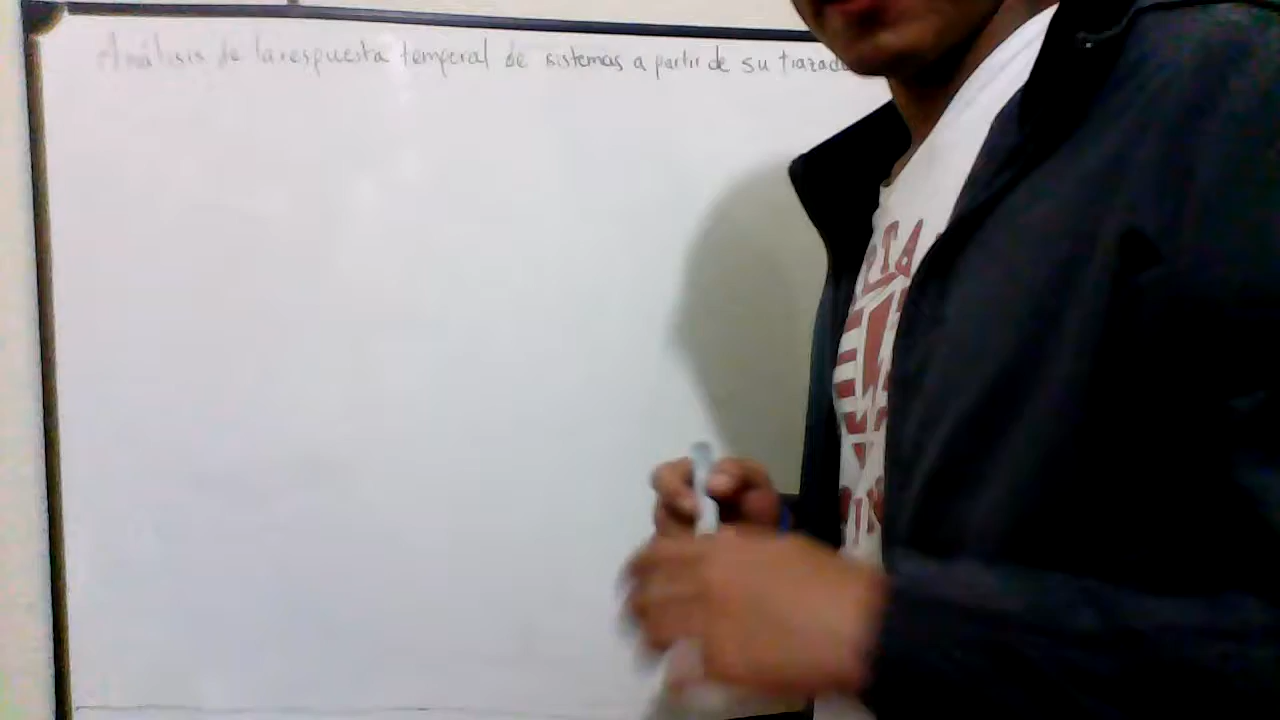 Análisis de la respuesta temporal de sistemas a partir de su trazado